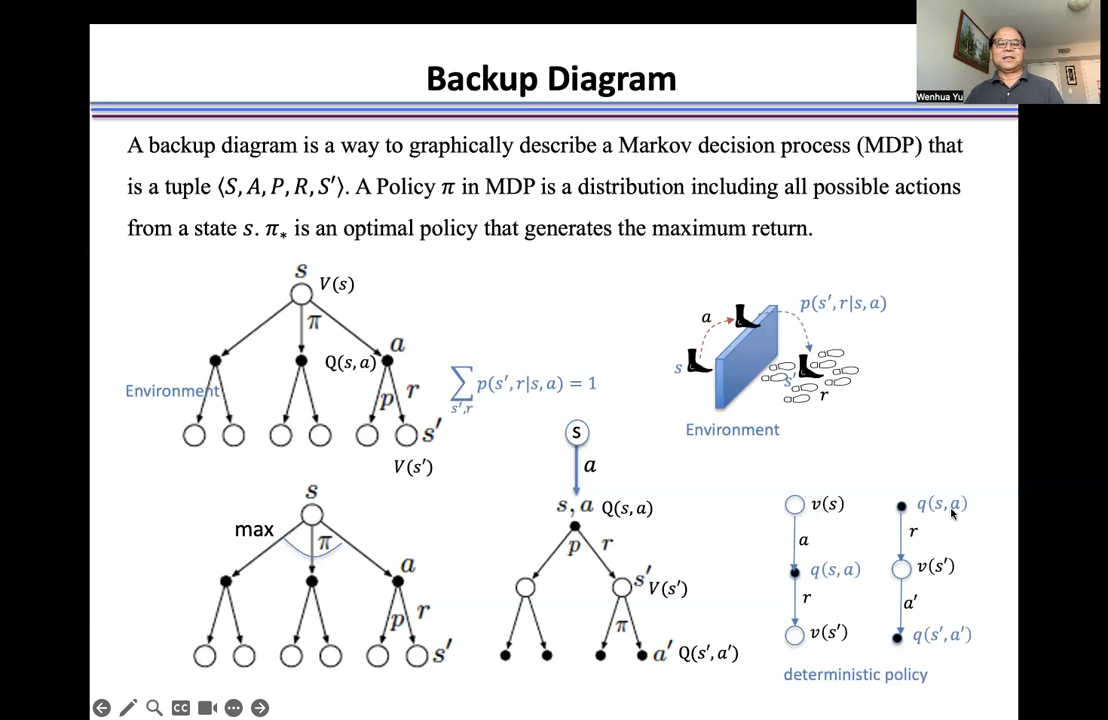 Backup Diagram
Wenhua Yu
A backup diagram is a way to graphically describe a Markov decision process (MDP) that
is a tuple ⟨S, A, P, R, S′⟩. A Policy π in MDP is a distribution including all possible actions
from a state s. π* is an optimal policy that generates the maximum return.
s
V(s)
π
a
Q(s,a)
Environment
p
r
s′
V(s′)
∑ p(s′,r|s,a) = 1
s′,r
a
p(s′,r|s,a)
s
s′
r
Environment
s
max
π
a
p
r
s′
S
a
s,a Q(s,a)
p
r
s′ V(s′)
π
a′ Q(s′,a′)
v(s)
a
q(s,a)
r
v(s′)
q(s,a)
r
v(s′)
a′
q(s′,a′)
deterministic policy
CC